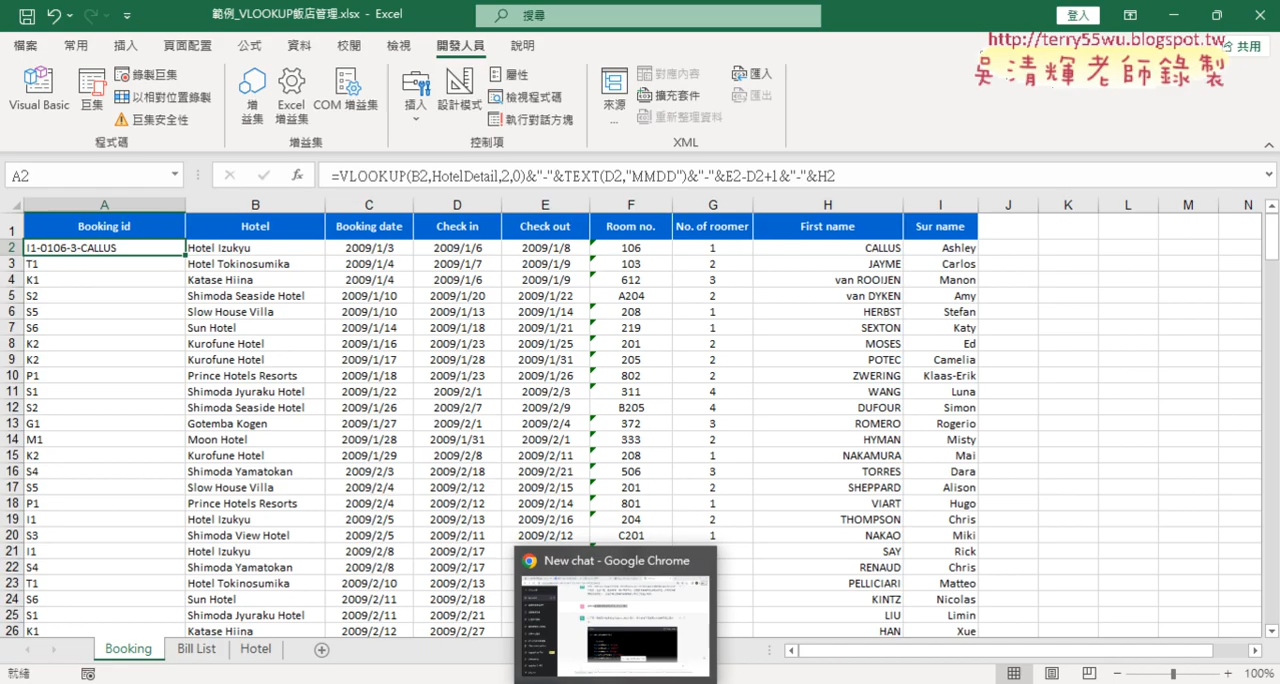 範例_VLOOKUP飯店管理.xlsx - Excel
搜尋
登入
檔案 常用 插入 頁面配置 公式 資料 校閱 檢視 開發人員 說明
共用
http://terry55wu.blogspot.tw
吳清輝老師錄製
Visual Basic
巨集
錄製巨集
以相對位置錄製
巨集安全性
程式碼
增益集
Excel 增益集
COM 增益集
增益集
插入
設計模式
屬性
檢視程式碼
執行對話方塊
控制項
來源
...
對應內容
擴充套件
重新整理資料
匯入
匯出
XML
A2
fx
=VLOOKUP(B2,HotelDetail,2,0)&"-"&TEXT(D2,"MMDD")&"-"&E2-D2+1&"-"&H2
A B C D E F G H I J K L M N
1 Booking id Hotel Booking date Check in Check out Room no. No. of roomer First name Sur name
2 I1-0106-3-CALLUS Hotel Izukyu 2009/1/3 2009/1/6 2009/1/8 106 1 CALLUS Ashley
3 T1 Hotel Tokinosumika 2009/1/4 2009/1/7 2009/1/9 103 2 JAYME Carlos
4 K1 Katase Hiina 2009/1/4 2009/1/6 2009/1/9 612 3 van ROOIJEN Manon
5 S2 Shimoda Seaside Hotel 2009/1/10 2009/1/20 2009/1/22 A204 2 van DYKEN Amy
6 S5 Slow House Villa 2009/1/10 2009/1/13 2009/1/14 208 1 HERBST Stefan
7 S6 Sun Hotel 2009/1/14 2009/1/18 2009/1/21 219 1 SEXTON Katy
8 K2 Kurofune Hotel 2009/1/16 2009/1/23 2009/1/25 201 2 MOSES Ed
9 K2 Kurofune Hotel 2009/1/17 2009/1/28 2009/1/31 205 2 POTEC Camelia
10 P1 Prince Hotels Resorts 2009/1/18 2009/1/23 2009/1/26 802 2 ZWERING Klaas-Erik
11 S1 Shimoda Jyuraku Hotel 2009/1/22 2009/2/1 2009/2/3 311 4 WANG Luna
12 S2 Shimoda Seaside Hotel 2009/1/26 2009/2/7 2009/2/9 B205 4 DUFOUR Simon
13 G1 Gotemba Kogen 2009/1/27 2009/2/1 2009/2/4 372 3 ROMERO Rogerio
14 M1 Moon Hotel 2009/1/28 2009/1/31 2009/2/1 333 2 HYMAN Misty
15 K2 Kurofune Hotel 2009/1/29 2009/2/8 2009/2/11 208 1 NAKAMURA Mai
16 S4 Shimoda Yamatokan 2009/2/3 2009/2/18 2009/2/21 506 3 TORRES Dara
17 S5 Slow House Villa 2009/2/4 2009/2/12 2009/2/15 201 2 SHEPPARD Alison
18 P1 Prince Hotels Resorts 2009/2/4 2009/2/12 2009/2/14 801 1 VIART Hugo
19 I1 Hotel Izukyu 2009/2/5 2009/2/13 2009/2/16 204 2 THOMPSON Chris
20 S3 Shimoda View Hotel 2009/2/5 2009/2/11 2009/2/12 C201 1 NAKAO Miki
21 I1 Hotel Izukyu 2009/2/8 2009/2/17 SAY Rick
22 S4 Shimoda Yamatokan 2009/2/8 2009/2/17 RENAUD Chris
23 T1 Hotel Tokinosumika 2009/2/10 2009/2/13 PELLICIARI Matteo
24 S6 Sun Hotel 2009/2/11 2009/2/18 KINTZ Nicolas
25 S1 Shimoda Jyuraku Hotel 2009/2/11 2009/2/21 LIU Limin
26 K1 Katase Hiina 2009/2/12 2009/2/27 HAN Xue
New chat - Google Chrome
Booking Bill List Hotel
就緒
100%